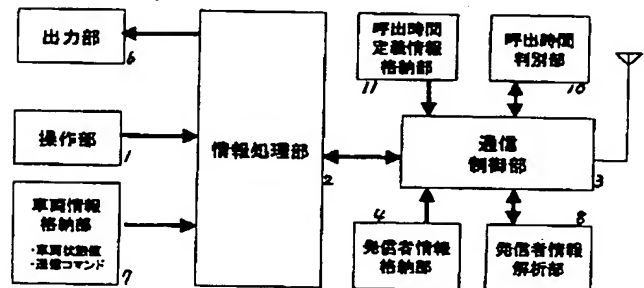 出力部
6
操作部
1
車両情報
格納部
・車両状態値
・送信コマンド
7
情報処理部
2
呼出時間
定義情報
格納部
11
呼出時間
判別部
10
通信
制御部
3
4
発信者情報
格納部
8
発信者情報
解析部